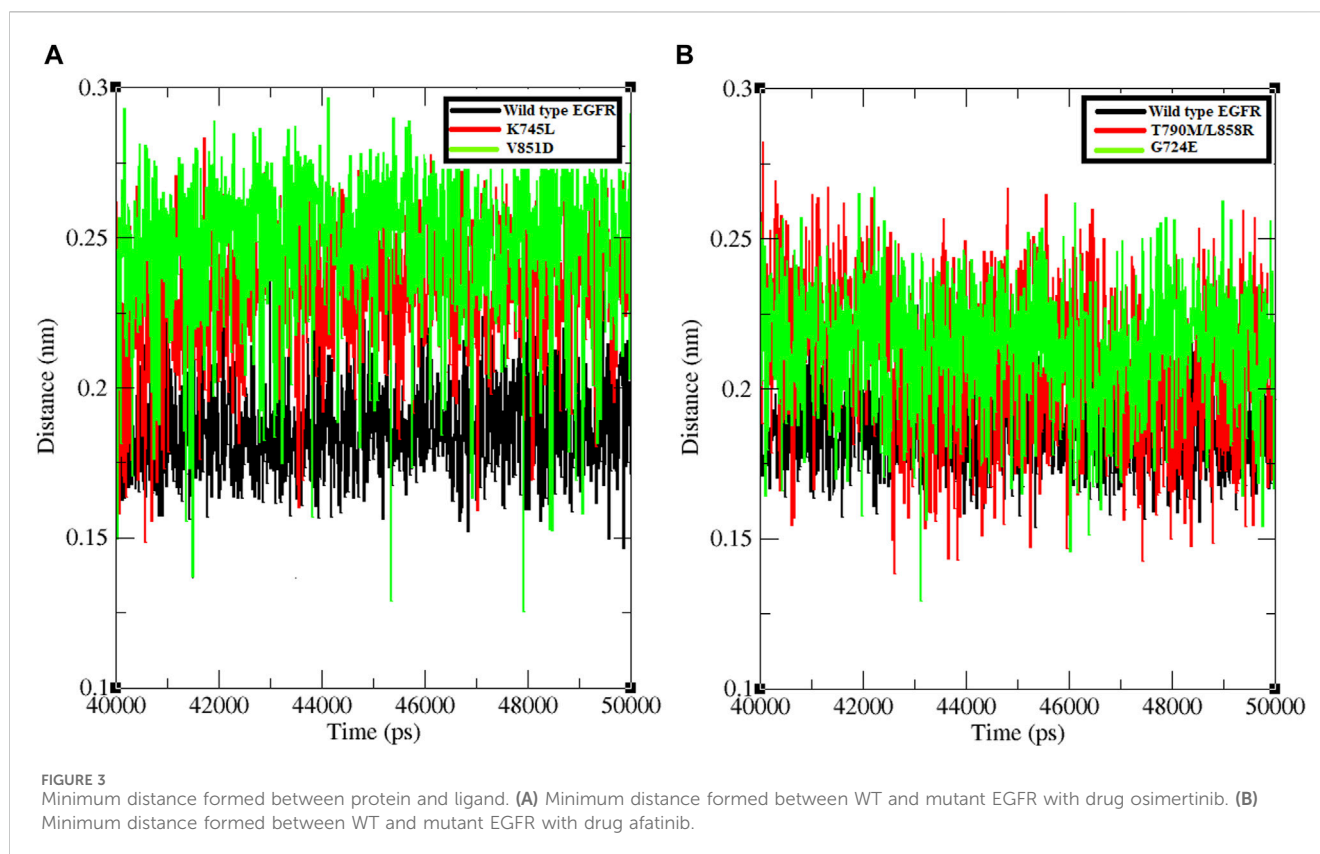 A
B
0.3
0.25
0.2
0.15
0.1
Distance (nm)
Wild type EGFR
K745L
V851D
40000
42000
44000
46000
48000
50000
Time (ps)
0.3
0.25
0.2
0.15
0.1
Distance (nm)
Wild type EGFR
T790M/L858R
G724E
40000
42000
44000
46000
48000
50000
Time (ps)
FIGURE 3
Minimum distance formed between protein and ligand. (A) Minimum distance formed between WT and mutant EGFR with drug osimertinib. (B)
Minimum distance formed between WT and mutant EGFR with drug afatinib.